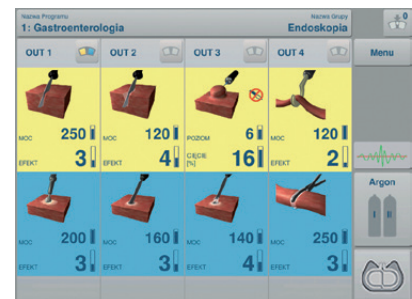 Nazwa Programu
Nazwa Grupy
1: Gastroenterologia
Endoskopia
0
OUT 1
OUT 2
OUT 3
OUT 4
Menu
MOC 250
MOC 120
POZIOM 6
MOC 120
EFEKT 3
EFEKT 4
CIĘCIE [%] 16
EFEKT 2
Argon
I II
MOC 200
MOC 160
MOC 140
MOC 250
EFEKT 3
EFEKT 3
EFEKT 4
EFEKT 3